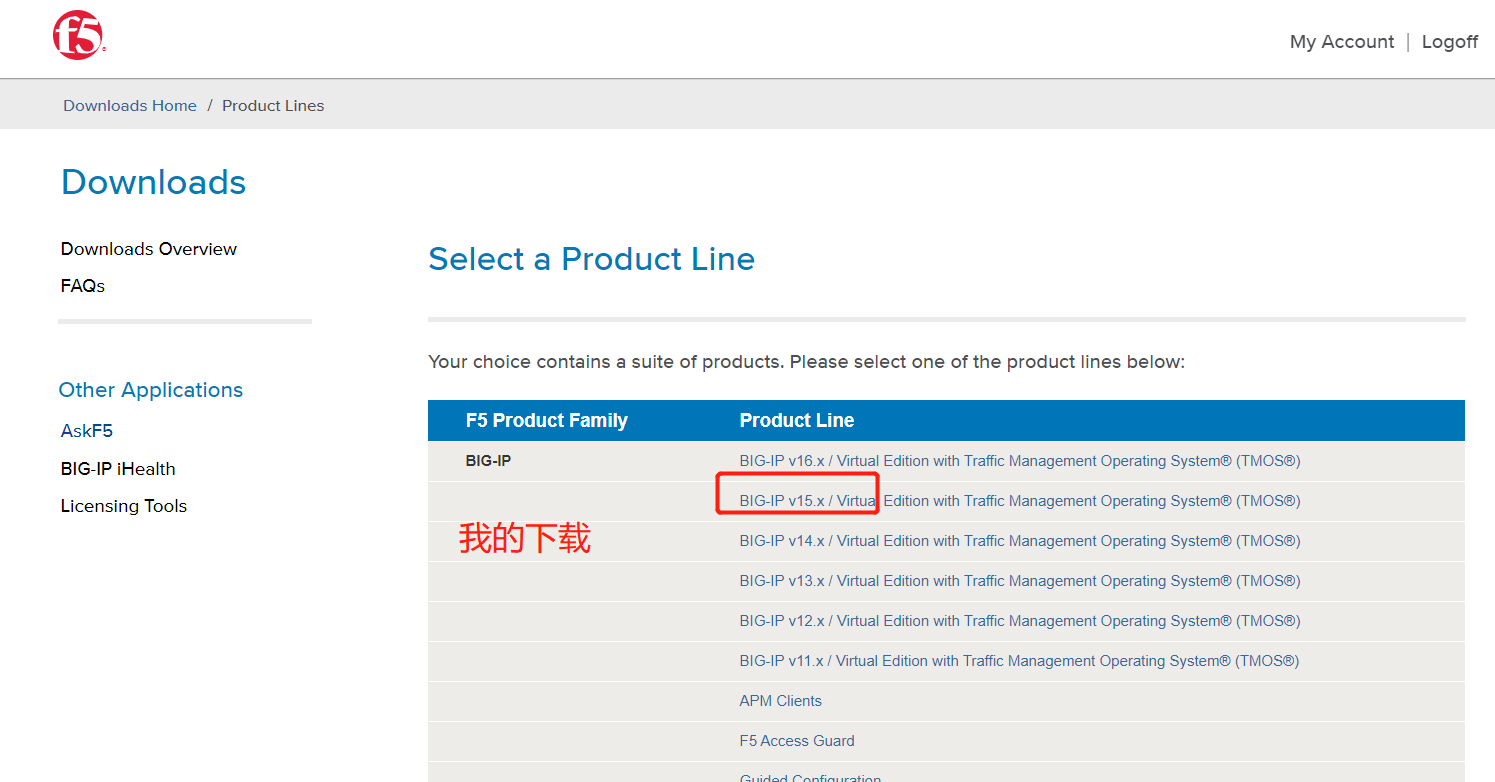 f5
My Account | Logoff
Downloads Home / Product Lines
Downloads
Downloads Overview
FAQs
Other Applications
AskF5
BIG-IP iHealth
Licensing Tools
Select a Product Line
Your choice contains a suite of products. Please select one of the product lines below:
F5 Product Family Product Line
BIG-IP BIG-IP v16.x / Virtual Edition with Traffic Management Operating System® (TMOS®)
BIG-IP v15.x / Virtual Edition with Traffic Management Operating System® (TMOS®)
我的下载
BIG-IP v14.x / Virtual Edition with Traffic Management Operating System® (TMOS®)
BIG-IP v13.x / Virtual Edition with Traffic Management Operating System® (TMOS®)
BIG-IP v12.x / Virtual Edition with Traffic Management Operating System® (TMOS®)
BIG-IP v11.x / Virtual Edition with Traffic Management Operating System® (TMOS®)
APM Clients
F5 Access Guard
Guided Configuration